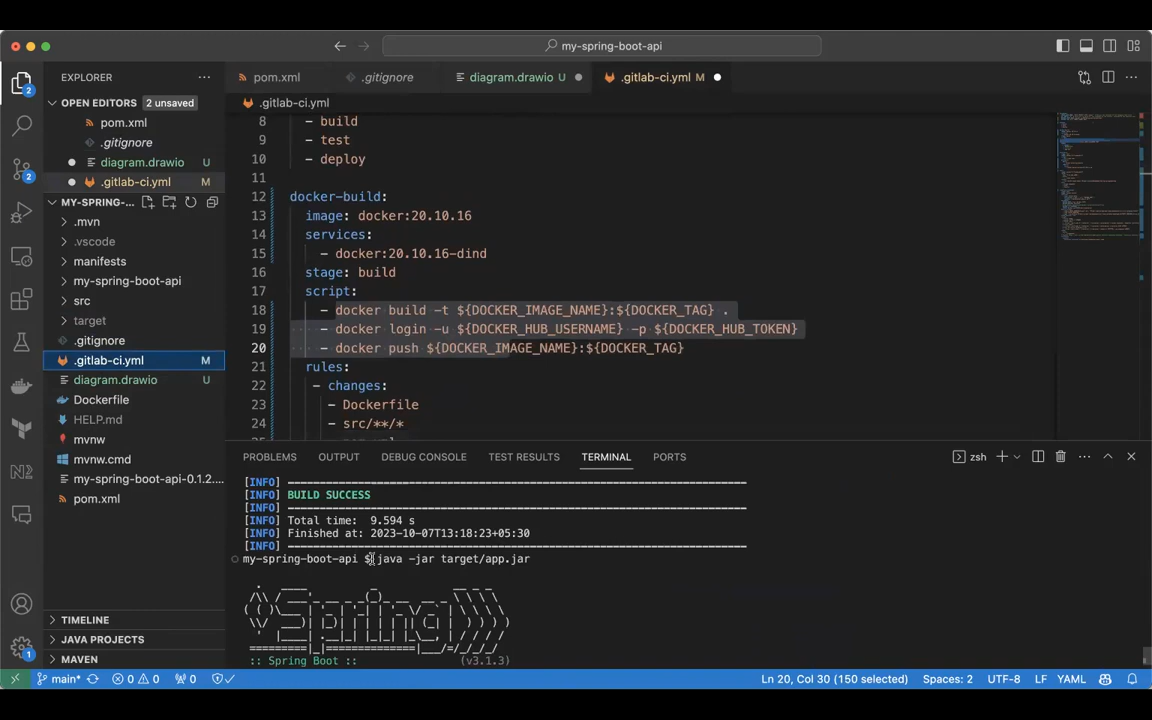 my-spring-boot-api
EXPLORER
pom.xml
.gitignore
diagram.drawio U
.gitlab-ci.yml M
2
OPEN EDITORS 2 unsaved
.gitlab-ci.yml
pom.xml
.gitignore
diagram.drawio U
.gitlab-ci.yml M
2
MY-SPRING-...
.mvn
.vscode
manifests
my-spring-boot-api
src
target
.gitignore
.gitlab-ci.yml M
diagram.drawio U
Dockerfile
HELP.md
mvnw
mvnw.cmd
my-spring-boot-api-0.1.2....
pom.xml
8 - build
9 - test
10 - deploy
11
12 docker-build:
13 image: docker:20.10.16
14 services:
15 - docker:20.10.16-dind
16 stage: build
17 script:
18 - docker build -t ${DOCKER_IMAGE_NAME}:${DOCKER_TAG} .
19 - docker login -u ${DOCKER_HUB_USERNAME} -p ${DOCKER_HUB_TOKEN}
20 - docker push ${DOCKER_IMAGE_NAME}:${DOCKER_TAG}
21 rules:
22 - changes:
23 - Dockerfile
24 - src/**/*
PROBLEMS OUTPUT DEBUG CONSOLE TEST RESULTS TERMINAL PORTS
zsh
[INFO] ------------------------------------------------------------------------
[INFO] BUILD SUCCESS
[INFO] ------------------------------------------------------------------------
[INFO] Total time: 9.594 s
[INFO] Finished at: 2023-10-07T13:18:23+05:30
[INFO] ------------------------------------------------------------------------
my-spring-boot-api $ java -jar target/app.jar
Spring
:: Spring Boot :: (v3.1.3)
TIMELINE
JAVA PROJECTS
MAVEN
1
main* 0 0 0 Ln 20, Col 30 (150 selected) Spaces: 2 UTF-8 LF YAML